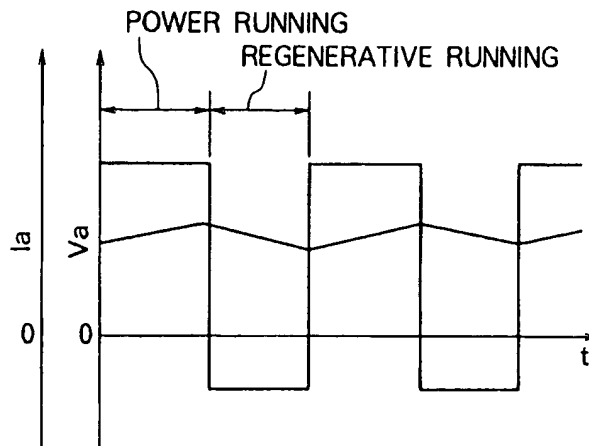 POWER RUNNING
REGENERATIVE RUNNING
Ia
Va
0
0
t